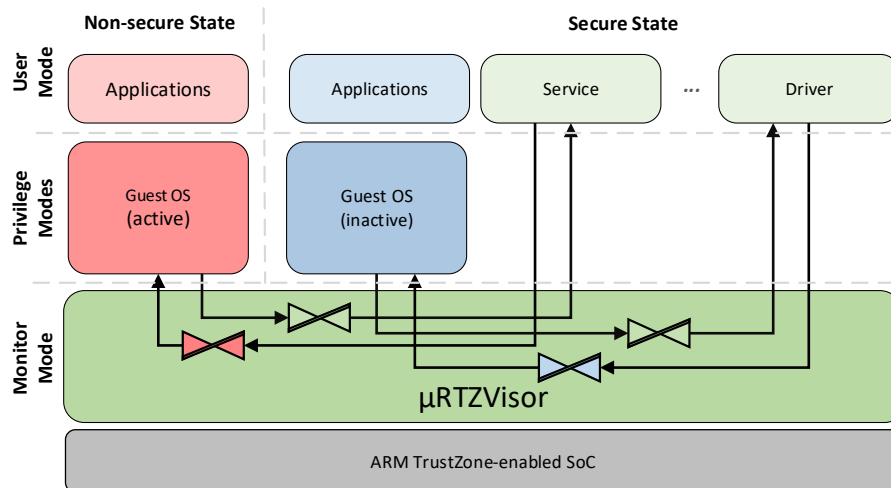 Non-secure State
Secure State
User
Mode
Applications
Applications
Service
...
Driver
Privilege
Modes
Guest OS
(active)
Guest OS
(inactive)
Monitor
Mode
µRTZVisor
ARM TrustZone-enabled SoC